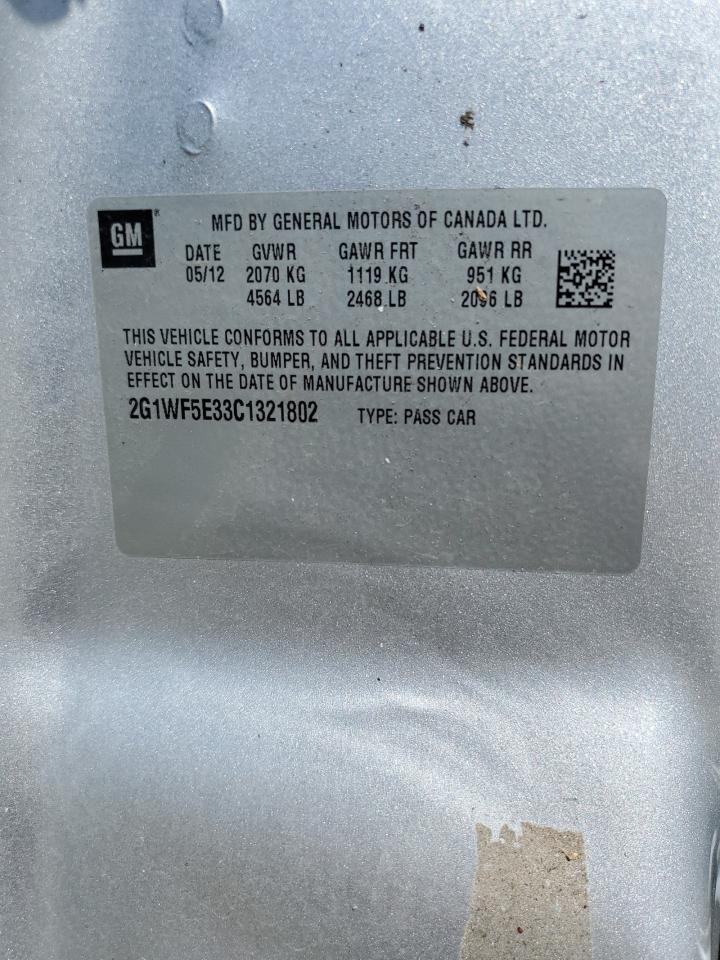 GM
MFD BY GENERAL MOTORS OF CANADA LTD.
DATE GVWR GAWR FRT GAWR RR
05/12 2070 KG 1119 KG 951 KG
4564 LB 2468 LB 2096 LB
THIS VEHICLE CONFORMS TO ALL APPLICABLE U.S. FEDERAL MOTOR
VEHICLE SAFETY, BUMPER, AND THEFT PREVENTION STANDARDS IN
EFFECT ON THE DATE OF MANUFACTURE SHOWN ABOVE.
2G1WF5E33C1321802 TYPE: PASS CAR